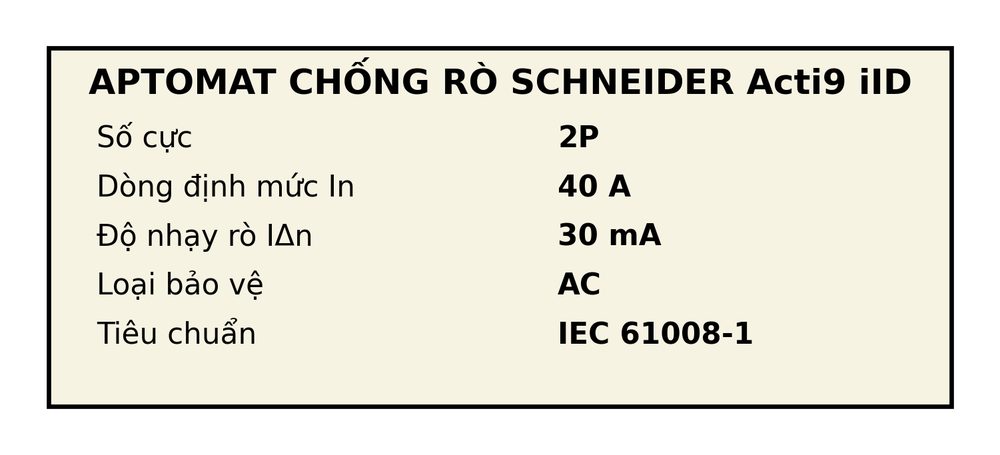 APTOMAT CHỐNG RÒ SCHNEIDER Acti9 iID
Số cực 2P
Dòng định mức In 40 A
Độ nhạy rò IΔn 30 mA
Loại bảo vệ AC
Tiêu chuẩn IEC 61008-1